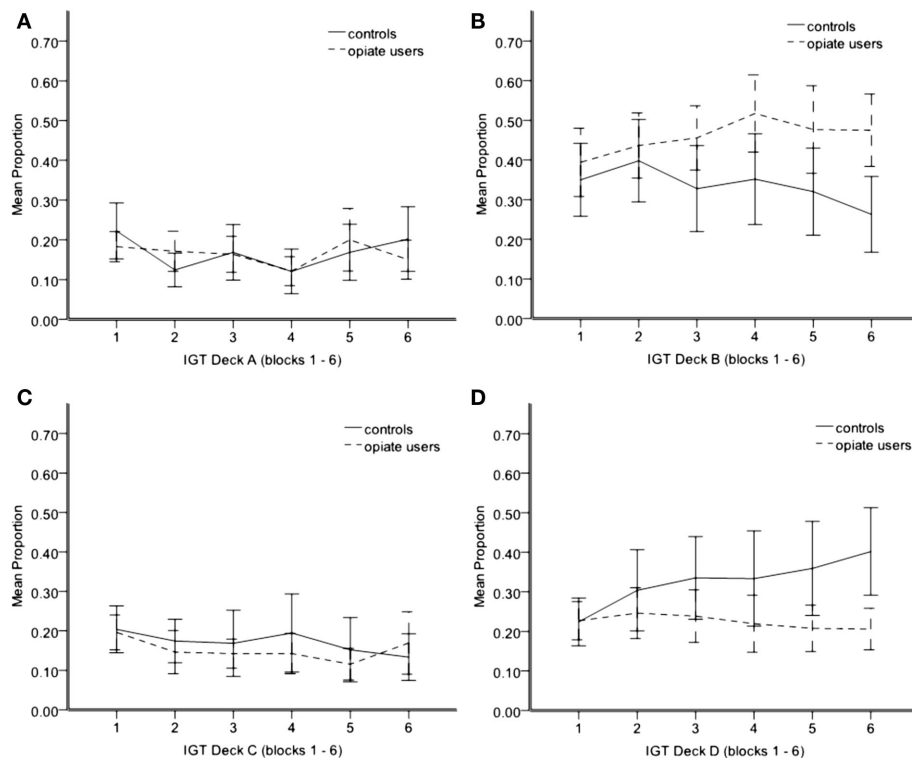 A
controls
opiate users
Mean Proportion
0.70
0.60
0.50
0.40
0.30
0.20
0.10
0.00
1 2 3 4 5 6
IGT Deck A (blocks 1 - 6)
B
controls
opiate users
Mean Proportion
0.70
0.60
0.50
0.40
0.30
0.20
0.10
0.00
1 2 3 4 5 6
IGT Deck B (blocks 1 - 6)
C
controls
opiate users
Mean Proportion
0.70
0.60
0.50
0.40
0.30
0.20
0.10
0.00
1 2 3 4 5 6
IGT Deck C (blocks 1 - 6)
D
controls
opiate users
Mean Proportion
0.70
0.60
0.50
0.40
0.30
0.20
0.10
0.00
1 2 3 4 5 6
IGT Deck D (blocks 1 - 6)